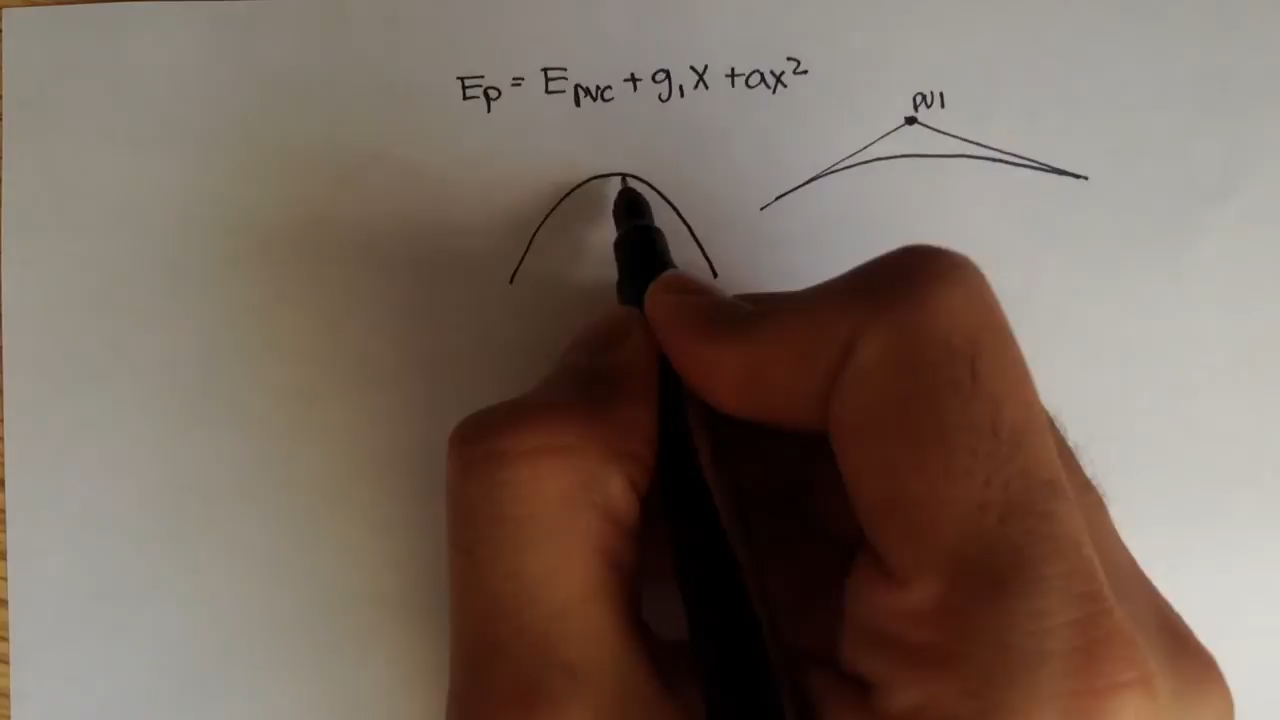 Ep = Epvc + g₁x + ax²
PVI